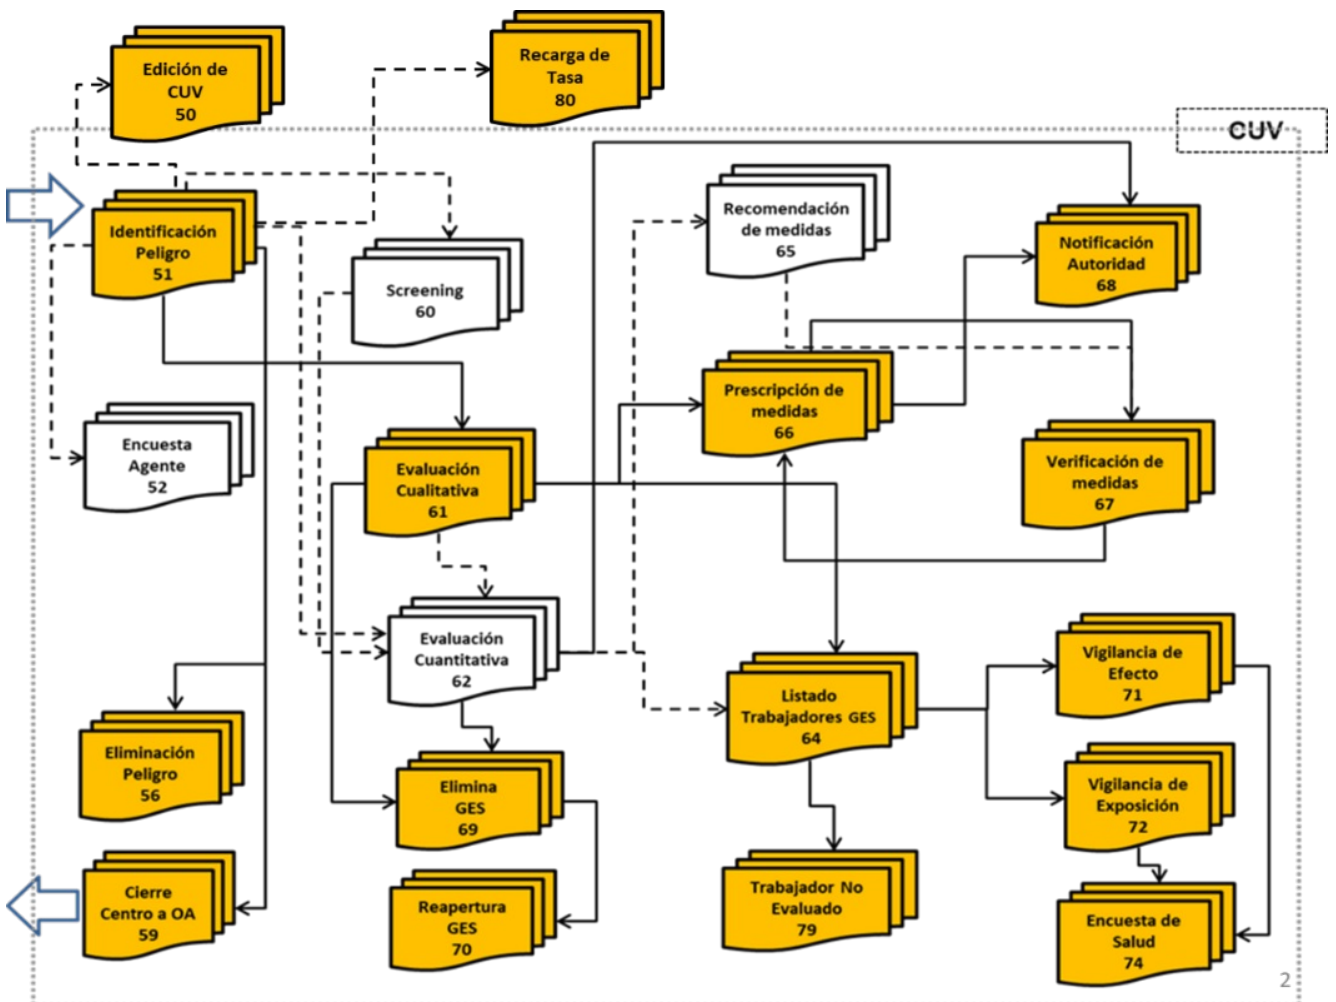 Edición de
CUV
50
Recarga de
Tasa
80
CUV
Identificación
Peligro
51
Screening
60
Recomendación
de medidas
65
Notificación
Autoridad
68
Encuesta
Agente
52
Evaluación
Cualitativa
61
Prescripción de
medidas
66
Verificación de
medidas
67
Evaluación
Cuantitativa
62
Listado
Trabajadores GES
64
Vigilancia de
Efecto
71
Eliminación
Peligro
56
Elimina
GES
69
Vigilancia de
Exposición
72
Cierre
Centro a OA
59
Reapertura
GES
70
Trabajador No
Evaluado
79
Encuesta de
Salud
74
2